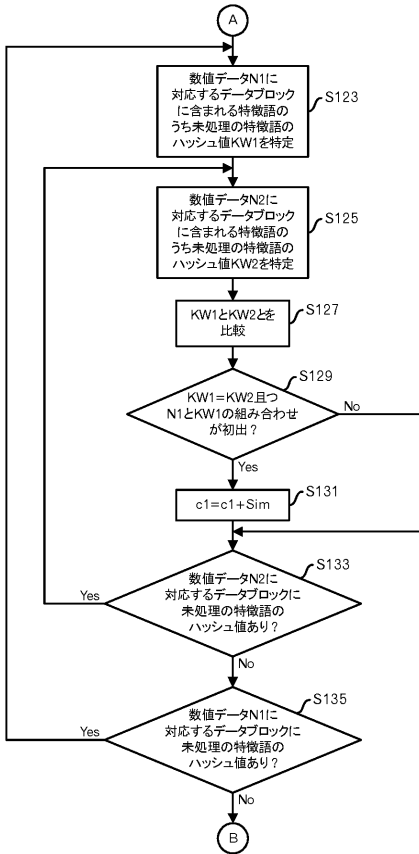 A
数値データN1に
対応するデータブロック
に含まれる特徴語の
うち未処理の特徴語の
ハッシュ値KW1を特定
S123
数値データN2に
対応するデータブロック
に含まれる特徴語の
うち未処理の特徴語の
ハッシュ値KW2を特定
S125
KW1とKW2とを
比較
S127
KW1=KW2且つ
N1とKW1の組み合わせ
が初出?
S129
No
Yes
c1=c1+Sim
S131
数値データN2に
対応するデータブロックに
未処理の特徴語の
ハッシュ値あり?
S133
Yes
No
数値データN1に
対応するデータブロックに
未処理の特徴語の
ハッシュ値あり?
S135
Yes
No
B